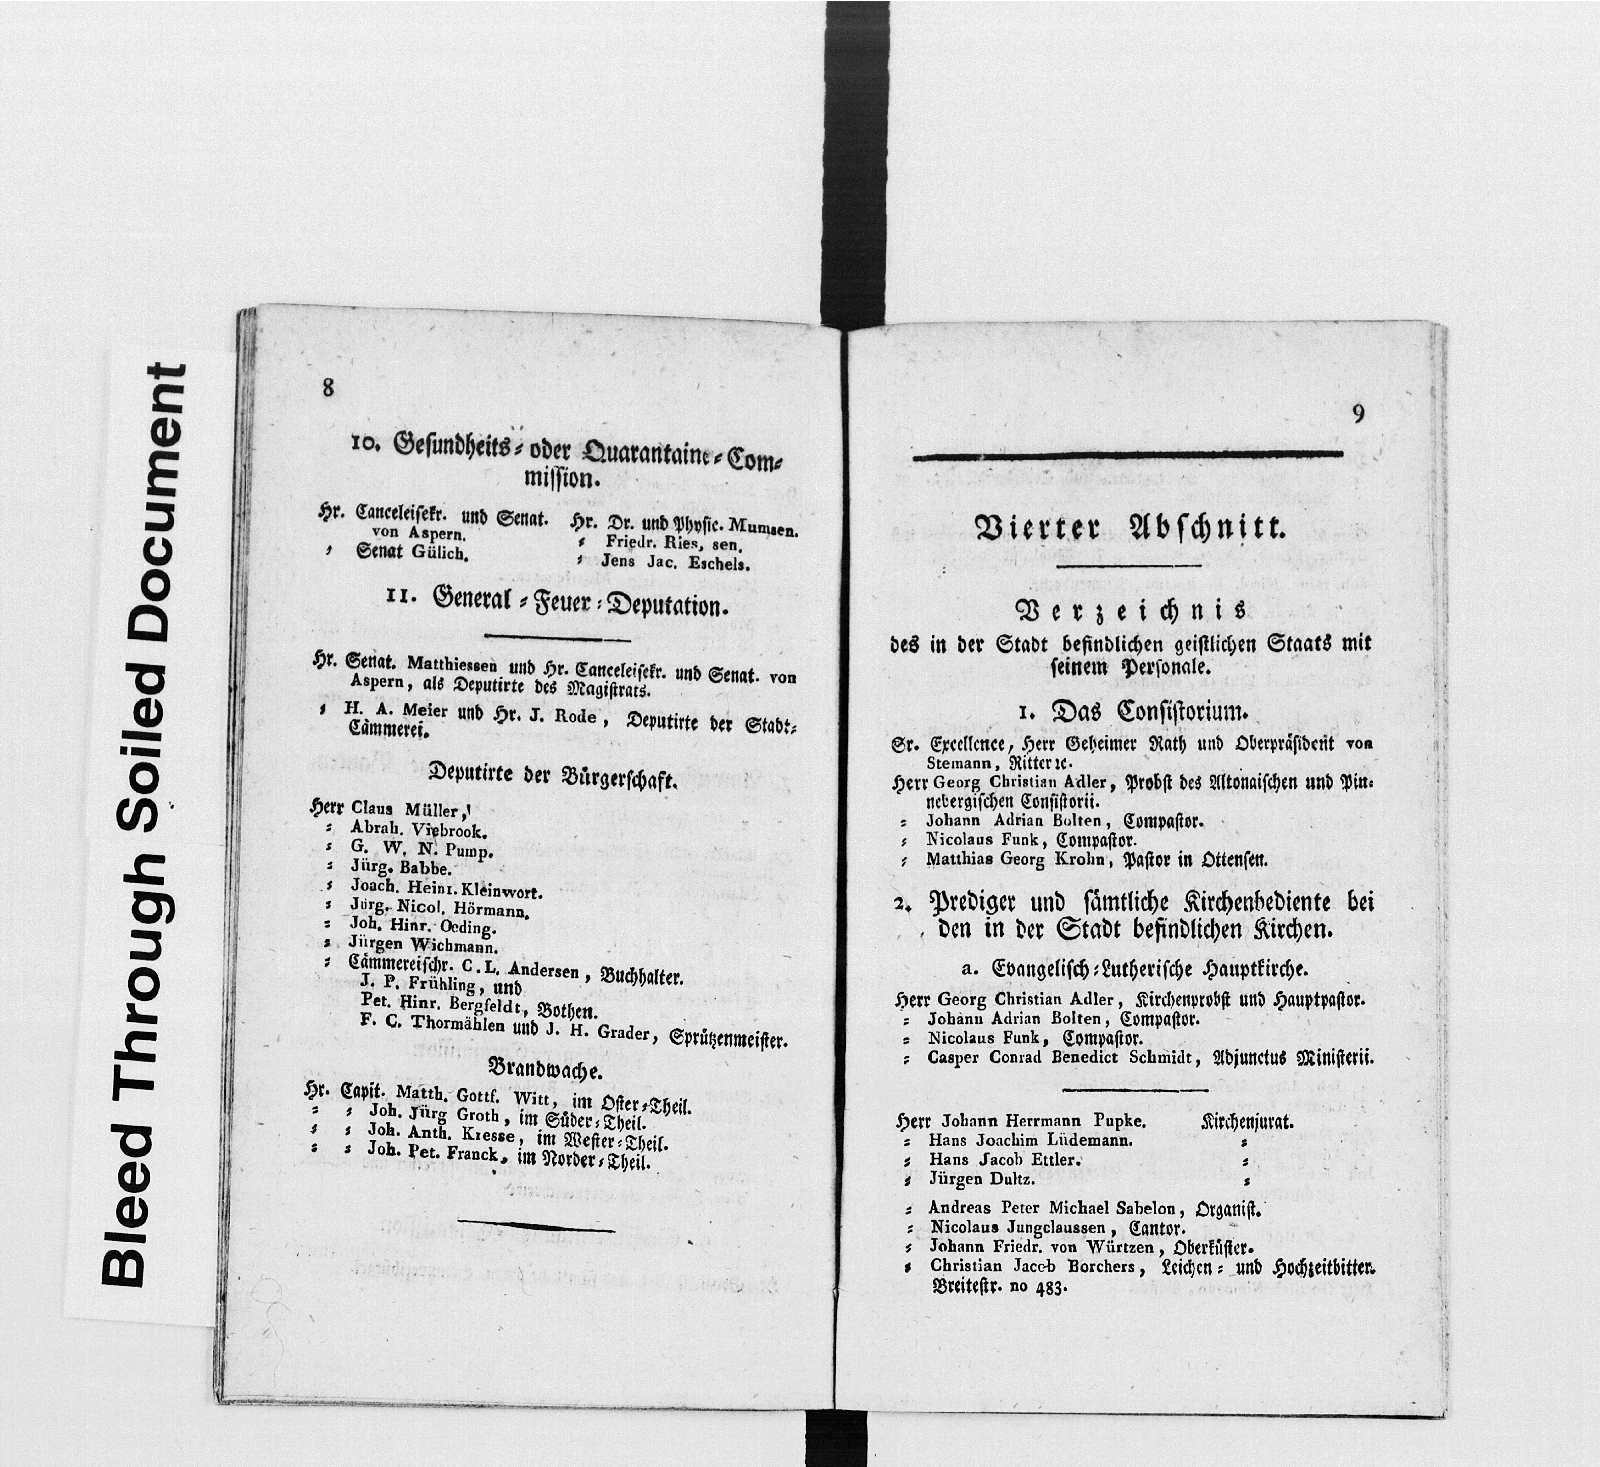 Bleed Through Soiled Document
8
10. Gesundheits- oder Quarantaine-Com-
mission.
Hr. Canceleisekr. und Senat.
von Aspern.
- Senat Gülich.
Hr. Dr. und Physic. Mumsen.
- Friedr. Ries, sen.
- Jens Jac. Eschels.
11. General-Feuer-Deputation.
Hr. Senat. Matthiessen und Hr. Canceleisekr. und Senat. von
Aspern, als Deputirte des Magistrats.
- H. A. Meier und Hr. J. Rode, Deputirte der Stadt-
Cämmerei.
Deputirte der Bürgerschaft.
Herr Claus Müller,
- Abrah. Viebrook.
- G. W. N. Pump.
- Jürg. Babbe.
- Joach. Heinr. Kleinwort.
- Jürg. Nicol. Hörmann.
- Joh. Hinr. Oeding.
- Jürgen Wichmann.
- Cämmereischr. C. L. Andersen, Buchhalter.
J. P. Frühling, und
Pet. Hinr. Bergfeldt, Bothen.
F. C. Thormählen und J. H. Grader, Sprützenmeister.
Brandwache.
Hr. Capit. Matth. Gottf. Witt, im Oster-Theil.
- - Joh. Jürg Groth, im Süder-Theil.
- - Joh. Anth. Kresse, im Wester-Theil.
- - Joh. Pet. Franck, im Norder-Theil.
9
Vierter Abschnitt.
Verzeichnis
des in der Stadt befindlichen geistlichen Staats mit
seinem Personale.
1. Das Consistorium.
Sr. Excellence, Herr Geheimer Rath und Oberpräsident von
Stemann, Ritter ꝛc.
Herr Georg Christian Adler, Probst des Altonaischen und Pin-
nebergischen Consistorii.
- Johann Adrian Bolten, Compastor.
- Nicolaus Funk, Compastor.
- Matthias Georg Krohn, Pastor in Ottensen.
2. Prediger und sämtliche Kirchenbediente bei
den in der Stadt befindlichen Kirchen.
a. Evangelisch-Lutherische Hauptkirche.
Herr Georg Christian Adler, Kirchenprobst und Hauptpastor.
- Johann Adrian Bolten, Compastor.
- Nicolaus Funk, Compastor.
- Casper Conrad Benedict Schmidt, Adjunctus Ministerii.
Herr Johann Herrmann Pupke. Kirchenjurat.
- Hans Joachim Lüdemann. -
- Hans Jacob Ettler. -
- Jürgen Dultz. -
- Andreas Peter Michael Sabelon, Organist.
- Nicolaus Jungclaussen, Cantor.
- Johann Friedr. von Würtzen, Oberküster.
- Christian Jacob Borchers, Leichen- und Hochzeitbitter.
Breitestr. no 483.